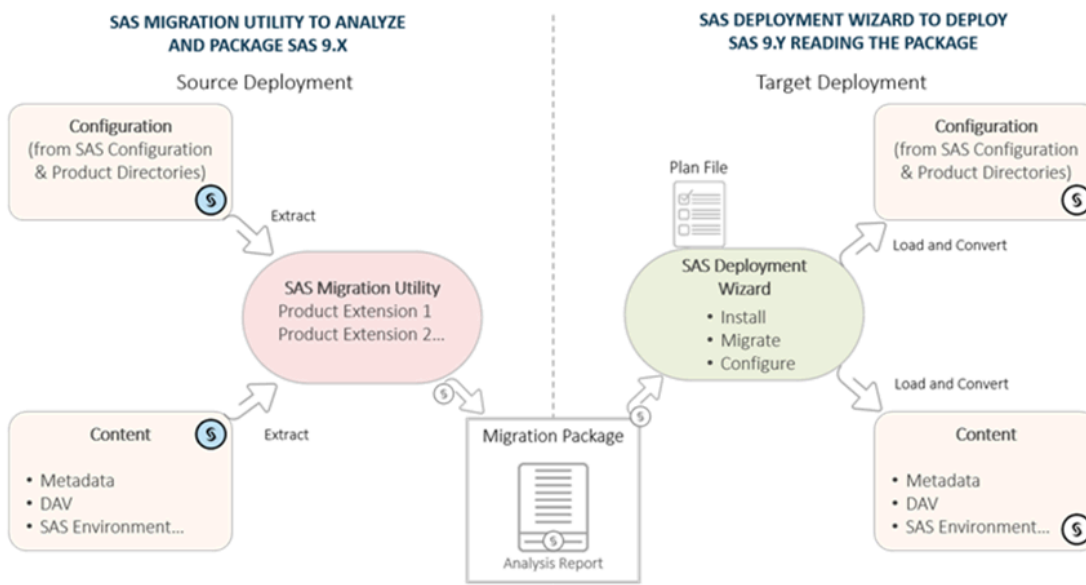 SAS MIGRATION UTILITY TO ANALYZE
AND PACKAGE SAS 9.X
Source Deployment
Configuration
(from SAS Configuration
& Product Directories)
Extract
SAS Migration Utility
Product Extension 1
Product Extension 2...
Content
• Metadata
• DAV
• SAS Environment...
Extract
Migration Package
Analysis Report
SAS DEPLOYMENT WIZARD TO DEPLOY
SAS 9.Y READING THE PACKAGE
Target Deployment
Plan File
SAS Deployment
Wizard
• Install
• Migrate
• Configure
Configuration
(from SAS Configuration
& Product Directories)
Load and Convert
Load and Convert
Content
• Metadata
• DAV
• SAS Environment...